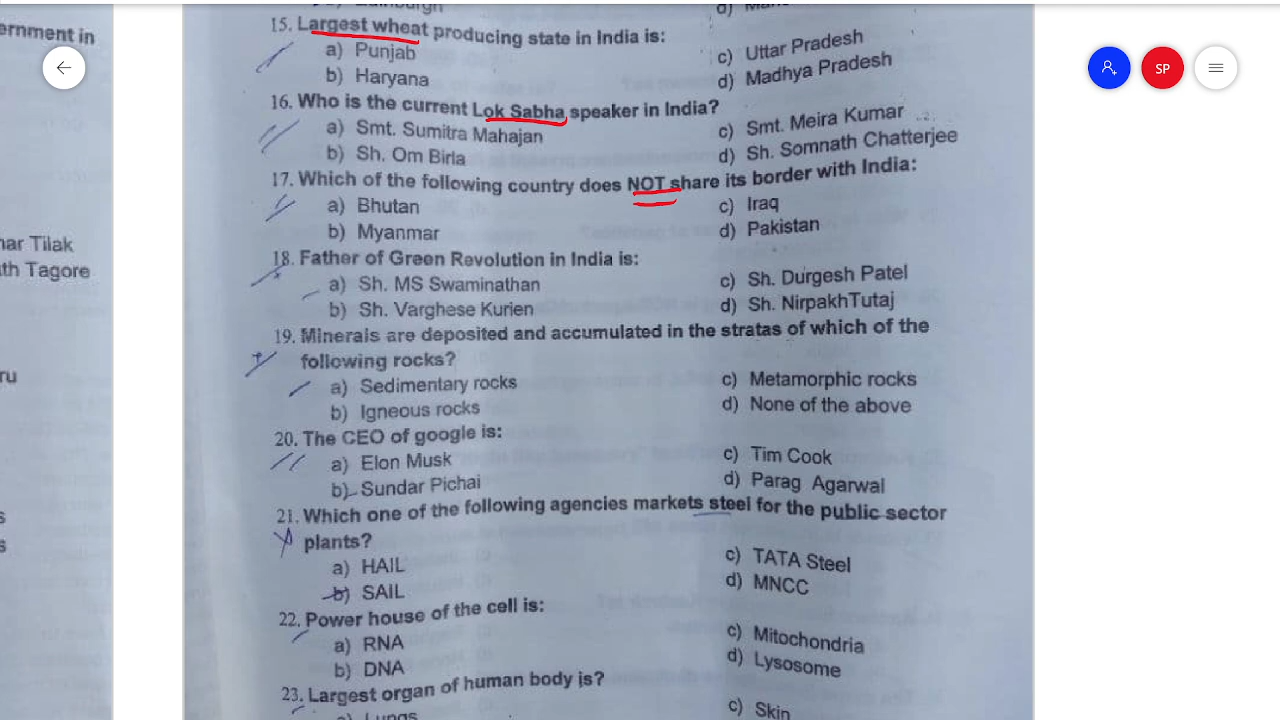 ernment in
nar Tilak
th Tagore
ru
s
s
d)
15. Largest wheat producing state in India is:
a) Punjab
c) Uttar Pradesh
b) Haryana
d) Madhya Pradesh
16. Who is the current Lok Sabha speaker in India?
a) Smt. Sumitra Mahajan
c) Smt. Meira Kumar
b) Sh. Om Birla
d) Sh. Somnath Chatterjee
17. Which of the following country does NOT share its border with India:
a) Bhutan
c) Iraq
b) Myanmar
d) Pakistan
18. Father of Green Revolution in India is:
a) Sh. MS Swaminathan
c) Sh. Durgesh Patel
b) Sh. Varghese Kurien
d) Sh. NirpakhTutaj
19. Minerals are deposited and accumulated in the stratas of which of the
following rocks?
a) Sedimentary rocks
c) Metamorphic rocks
b) Igneous rocks
d) None of the above
20. The CEO of google is:
a) Elon Musk
c) Tim Cook
b) Sundar Pichai
d) Parag Agarwal
21. Which one of the following agencies markets steel for the public sector
plants?
a) HAIL
c) TATA Steel
b) SAIL
d) MNCC
22. Power house of the cell is:
a) RNA
c) Mitochondria
b) DNA
d) Lysosome
23. Largest organ of human body is?
a) Lungs
c) Skin
SP